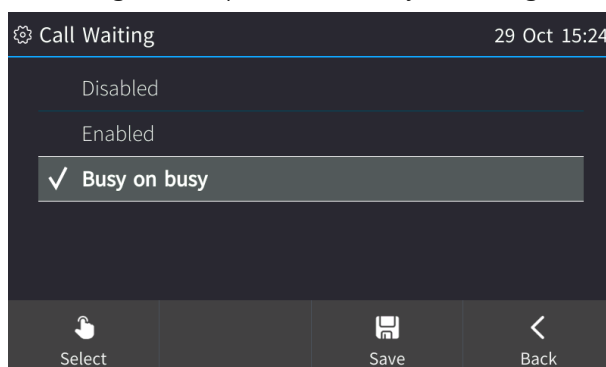 Call Waiting 29 Oct 15:24
Disabled
Enabled
Busy on busy
Select Save Back